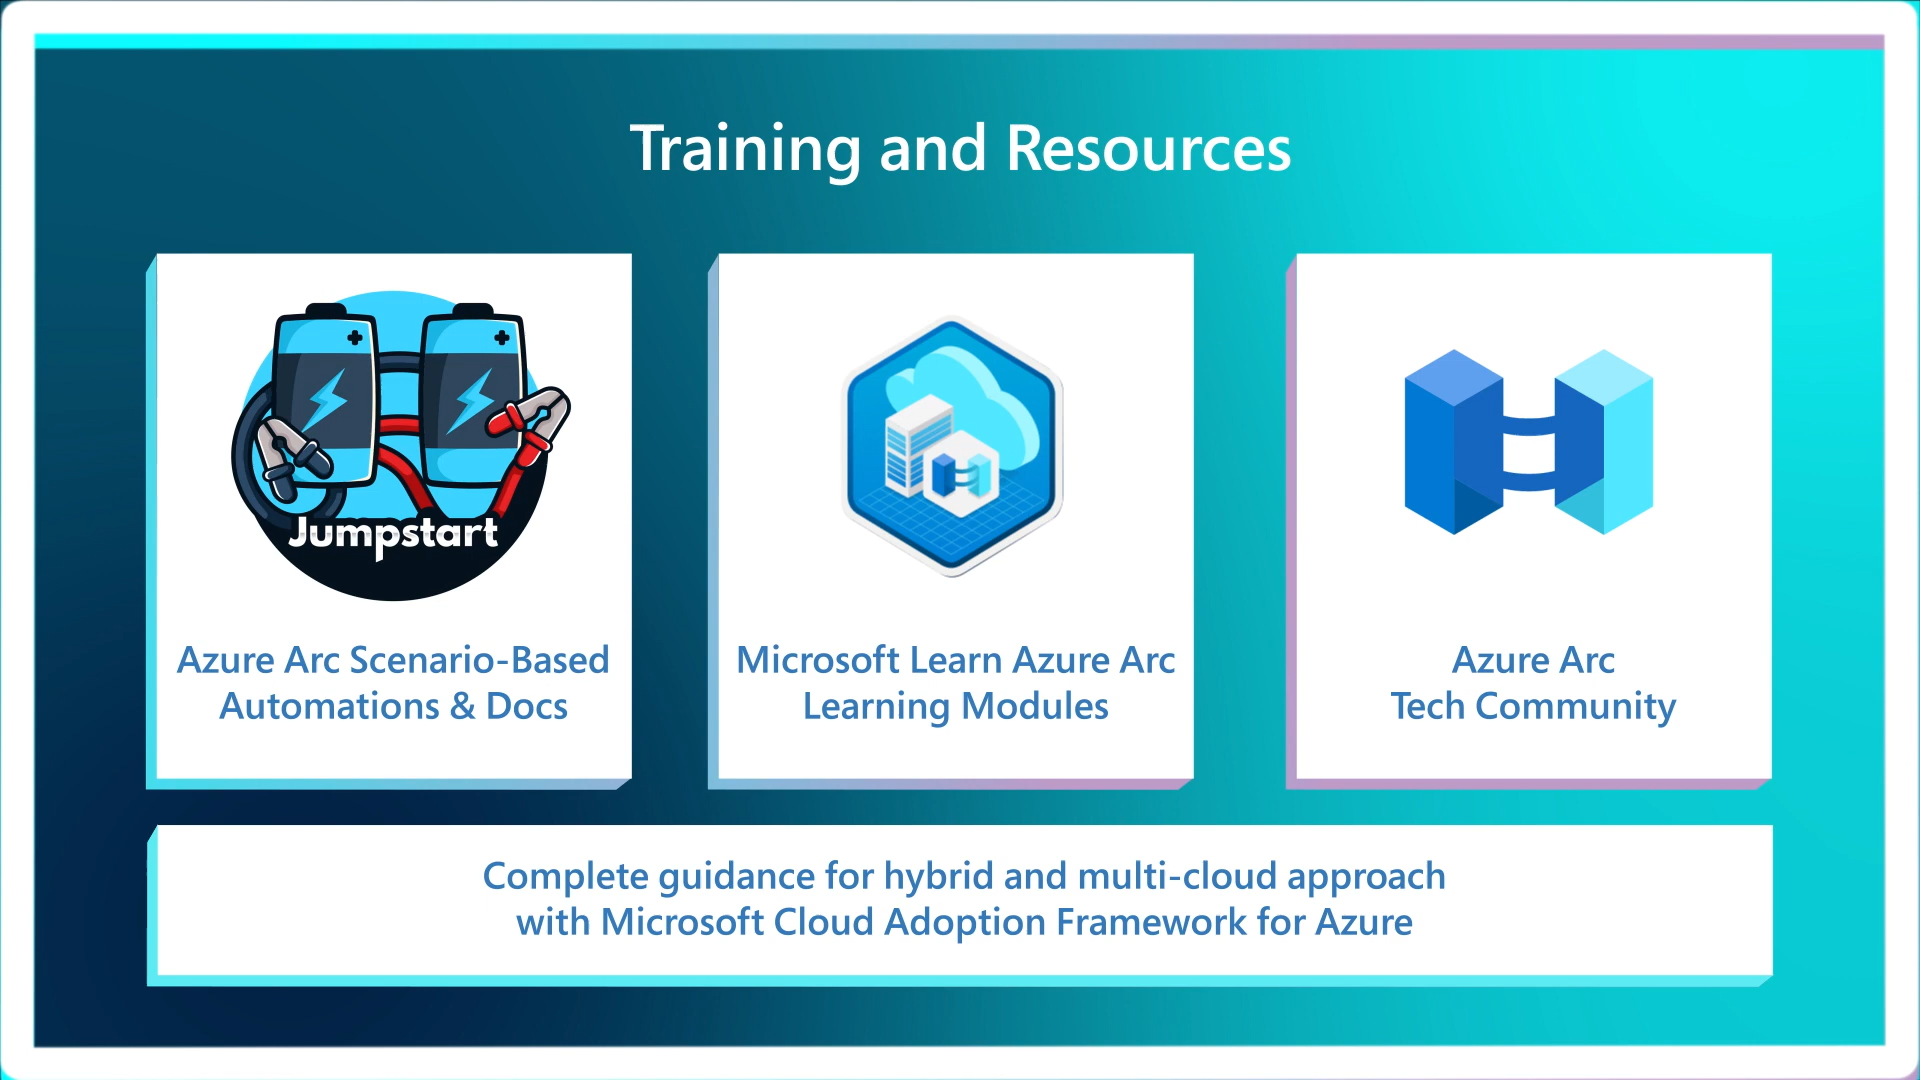 Training and Resources
Jumpstart
Azure Arc Scenario-Based
Automations & Docs
Microsoft Learn Azure Arc
Learning Modules
Azure Arc
Tech Community
Complete guidance for hybrid and multi-cloud approach
with Microsoft Cloud Adoption Framework for Azure